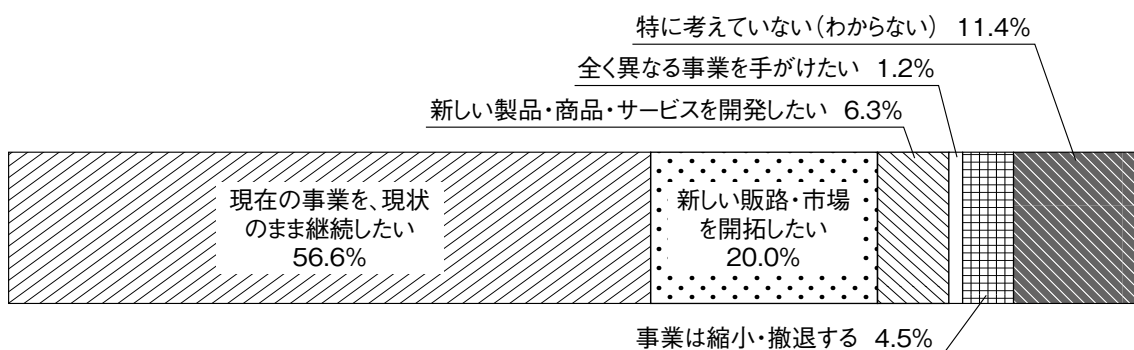 特に考えていない（わからない） 11.4%
全く異なる事業を手がけたい 1.2%
新しい製品・商品・サービスを開発したい 6.3%
現在の事業を、現状
のまま継続したい
56.6%
新しい販路・市場
を開拓したい
20.0%
事業は縮小・撤退する 4.5%